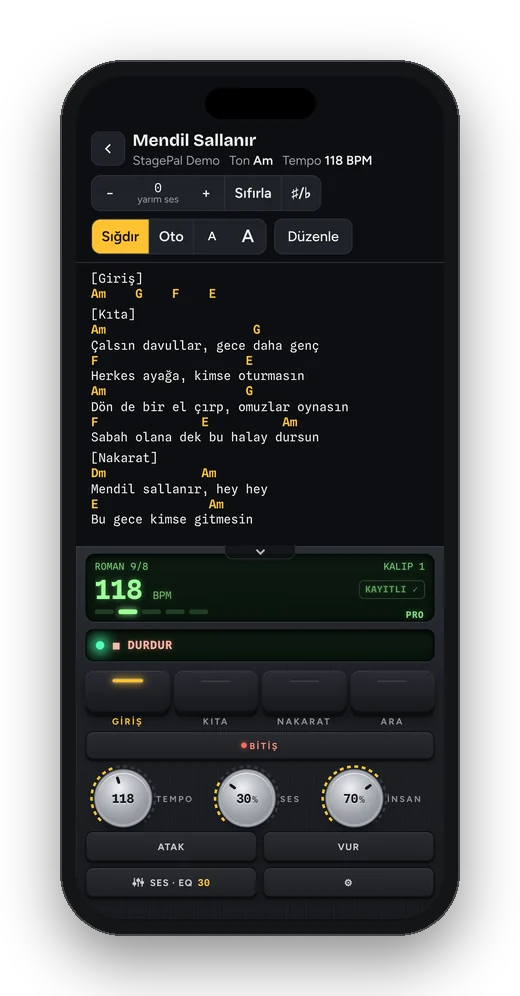 Mendil Sallanır
StagePal Demo Ton Am Tempo 118 BPM
- 0 yarım ses + Sıfırla ♯/♭
Sığdır Oto A A Düzenle
[Giriş]
Am G F E
[Kıta]
Am G
Çalsın davullar, gece daha genç
F E
Herkes ayağa, kimse oturmasın
Am G
Dön de bir el çırp, omuzlar oynasın
F E Am
Sabah olana dek bu halay dursun
[Nakarat]
Dm Am
Mendil sallanır, hey hey
E Am
Bu gece kimse gitmesin
ROMAN 9/8 KALIP 1
118 BPM KAYITLI ✓
PRO
■ DURDUR
GİRİŞ KITA NAKARAT ARA
BİTİŞ
118 TEMPO 30% SES 70% İNSAN
ATAK VUR
SES · EQ 30 ⚙